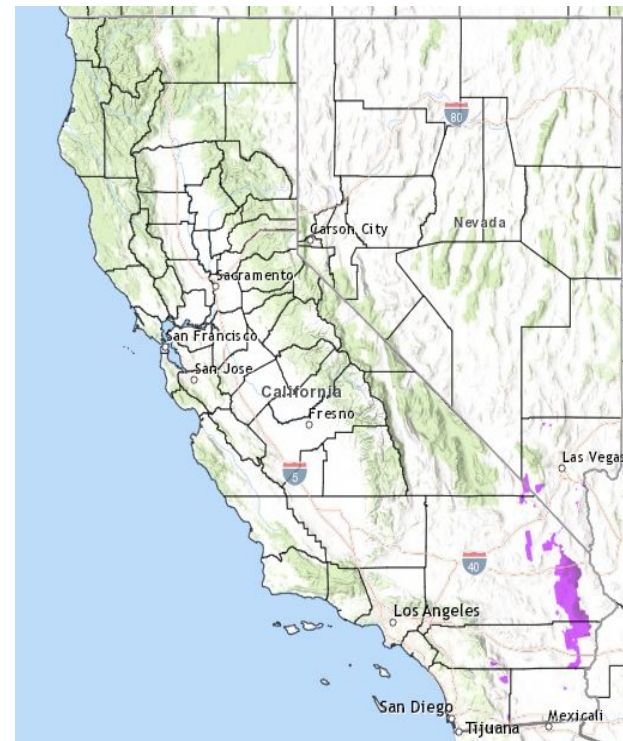 80
Carson City
Nevada
Sacramento
San Francisco
San Jose
California
Fresno
Las Vegas
5
40
Los Angeles
San Diego
Mexicali
Tijuana